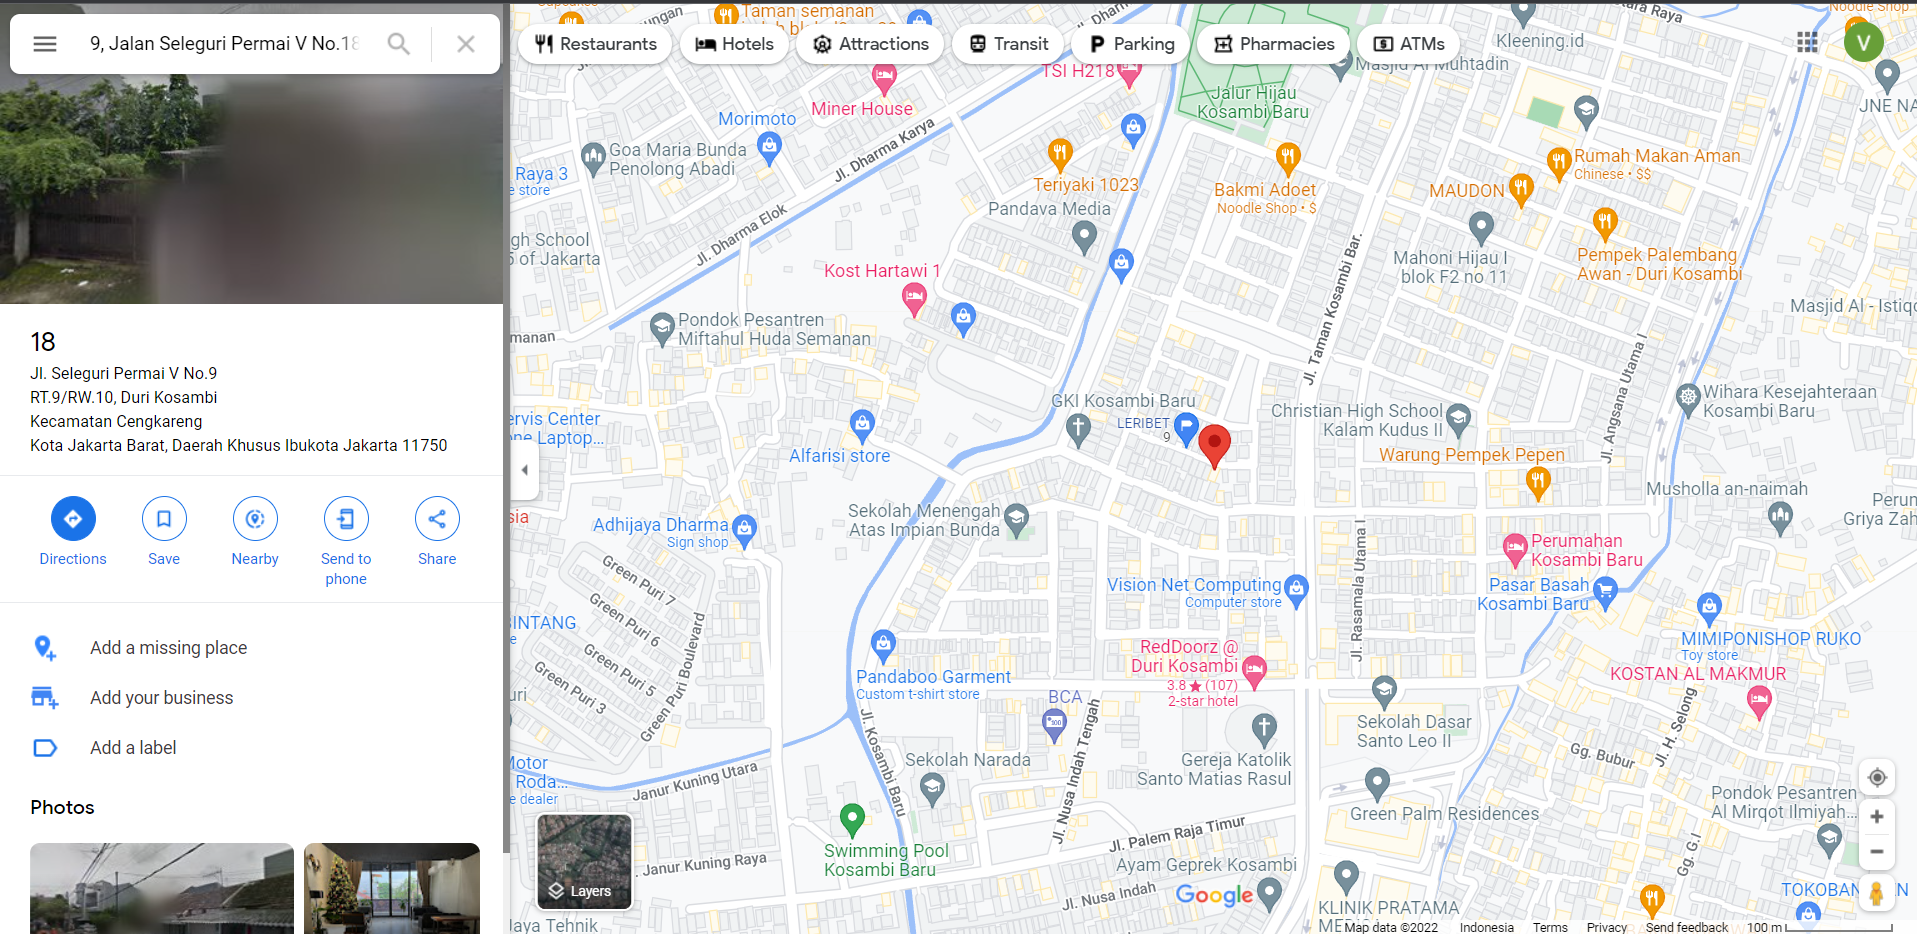 9, Jalan Seleguri Permai V No.18
18
Jl. Seleguri Permai V No.9
RT.9/RW.10, Duri Kosambi
Kecamatan Cengkareng
Kota Jakarta Barat, Daerah Khusus Ibukota Jakarta 11750
Directions
Save
Nearby
Send to
phone
Share
Add a missing place
Add your business
Add a label
Photos
Restaurants
Hotels
Attractions
Transit
Parking
Pharmacies
ATMs
V
Taman semanan
Kleening.id
Masjid Al Muhtadin
TSI H218
Miner House
Jalur Hijau
Kosambi Baru
JNE NA
Morimoto
Jl. Dharma Karya
Goa Maria Bunda
Penolong Abadi
Raya 3
e store
Teriyaki 1023
Bakmi Adoet
Noodle Shop • $
Rumah Makan Aman
Chinese • $$
MAUDON
Pandava Media
Jl. Dharma Elok
gh School
5 of Jakarta
Mahoni Hijau I
blok F2 no 11
Pempek Palembang
Awan - Duri Kosambi
Kost Hartawi 1
Jl. Taman Kosambi Bar.
Masjid Al - Istiqo
Pondok Pesantren
Miftahul Huda Semanan
manan
Jl. Angsana Utama I
Wihara Kesejahteraan
Kosambi Baru
GKI Kosambi Baru
LERIBET
9
Christian High School
Kalam Kudus II
ervis Center
ne Laptop...
Alfarisi store
Warung Pempek Pepen
Musholla an-naimah
Perum
Griya Zah
sia
Sekolah Menengah
Atas Impian Bunda
Adhijaya Dharma
Sign shop
Jl. Rasamala Utama I
Perumahan
Kosambi Baru
Green Puri 7
Green Puri 6
Green Puri 5
Green Puri 3
Green Puri Boulevard
Vision Net Computing
Computer store
Pasar Basah
Kosambi Baru
BINTANG
e
MIMIPONISHOP RUKO
Toy store
RedDoorz @
Duri Kosambi
3.8 ★ (107)
2-star hotel
KOSTAN AL MAKMUR
Pandaboo Garment
Custom t-shirt store
uri
BCA
Jl. Kosambi Baru
Jl. Nusa Indah Tengah
Sekolah Dasar
Santo Leo II
Jl. H. Selong
Gg. Bubur
Motor
Roda...
e dealer
Janur Kuning Utara
Sekolah Narada
Gereja Katolik
Santo Matias Rasul
Green Palm Residences
Pondok Pesantren
Al Mirqot Ilmiyah...
Jl. Palem Raja Timur
Gg. G.I
Swimming Pool
Kosambi Baru
Janur Kuning Raya
Ayam Geprek Kosambi
Layers
Jl. Nusa Indah
Google
TOKOBAN
N
KLINIK PRATAMA
Jaya Tehnik
Map data ©2022
Indonesia
Terms
Privacy
Send feedback
100 m